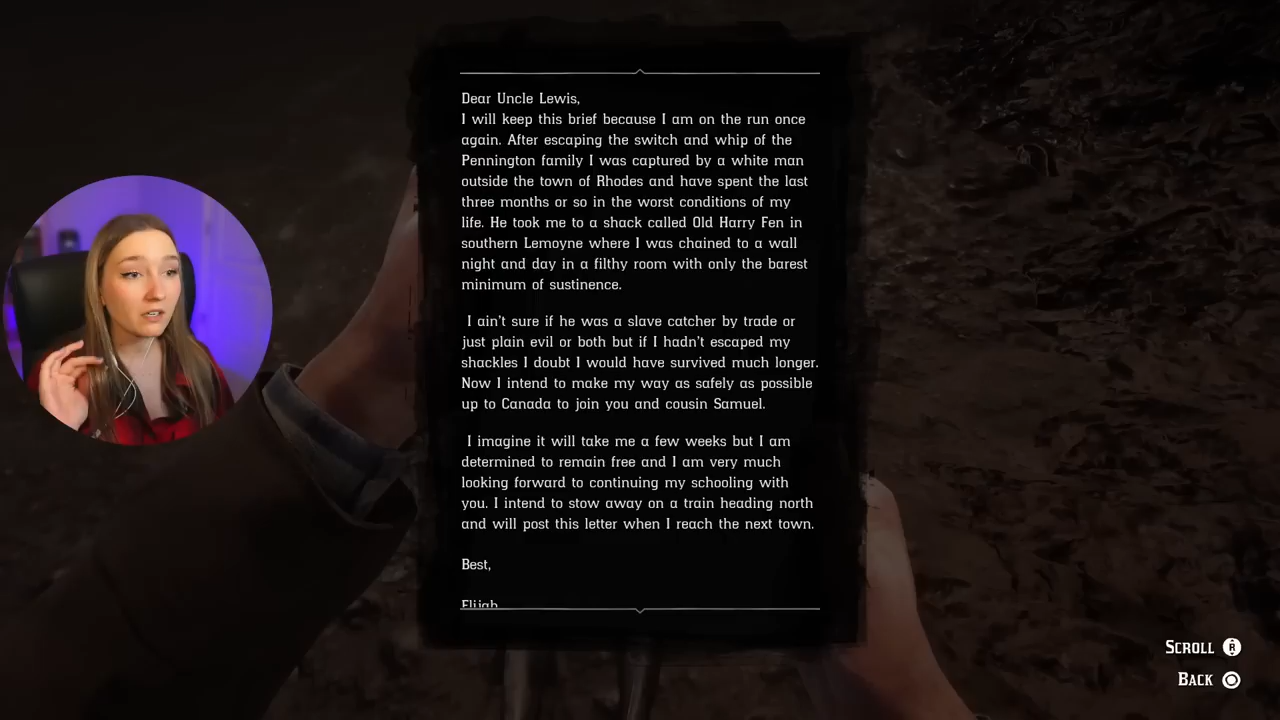 Dear Uncle Lewis,
I will keep this brief because I am on the run once
again. After escaping the switch and whip of the
Pennington family I was captured by a white man
outside the town of Rhodes and have spent the last
three months or so in the worst conditions of my
life. He took me to a shack called Old Harry Fen in
southern Lemoyne where I was chained to a wall
night and day in a filthy room with only the barest
minimum of sustinence.
I ain't sure if he was a slave catcher by trade or
just plain evil or both but if I hadn't escaped my
shackles I doubt I would have survived much longer.
Now I intend to make my way as safely as possible
up to Canada to join you and cousin Samuel.
I imagine it will take me a few weeks but I am
determined to remain free and I am very much
looking forward to continuing my schooling with
you. I intend to stow away on a train heading north
and will post this letter when I reach the next town.
Best,
Elijah
SCROLL R
BACK